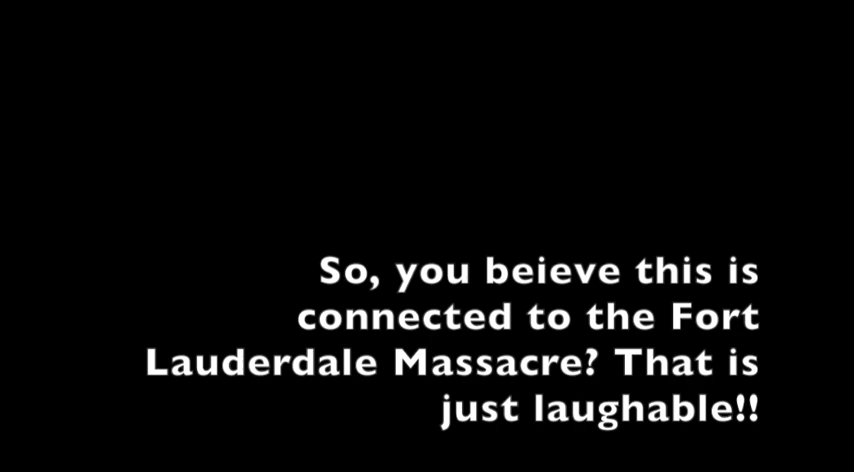 So, you beieve this is
connected to the Fort
Lauderdale Massacre? That is
just laughable!!